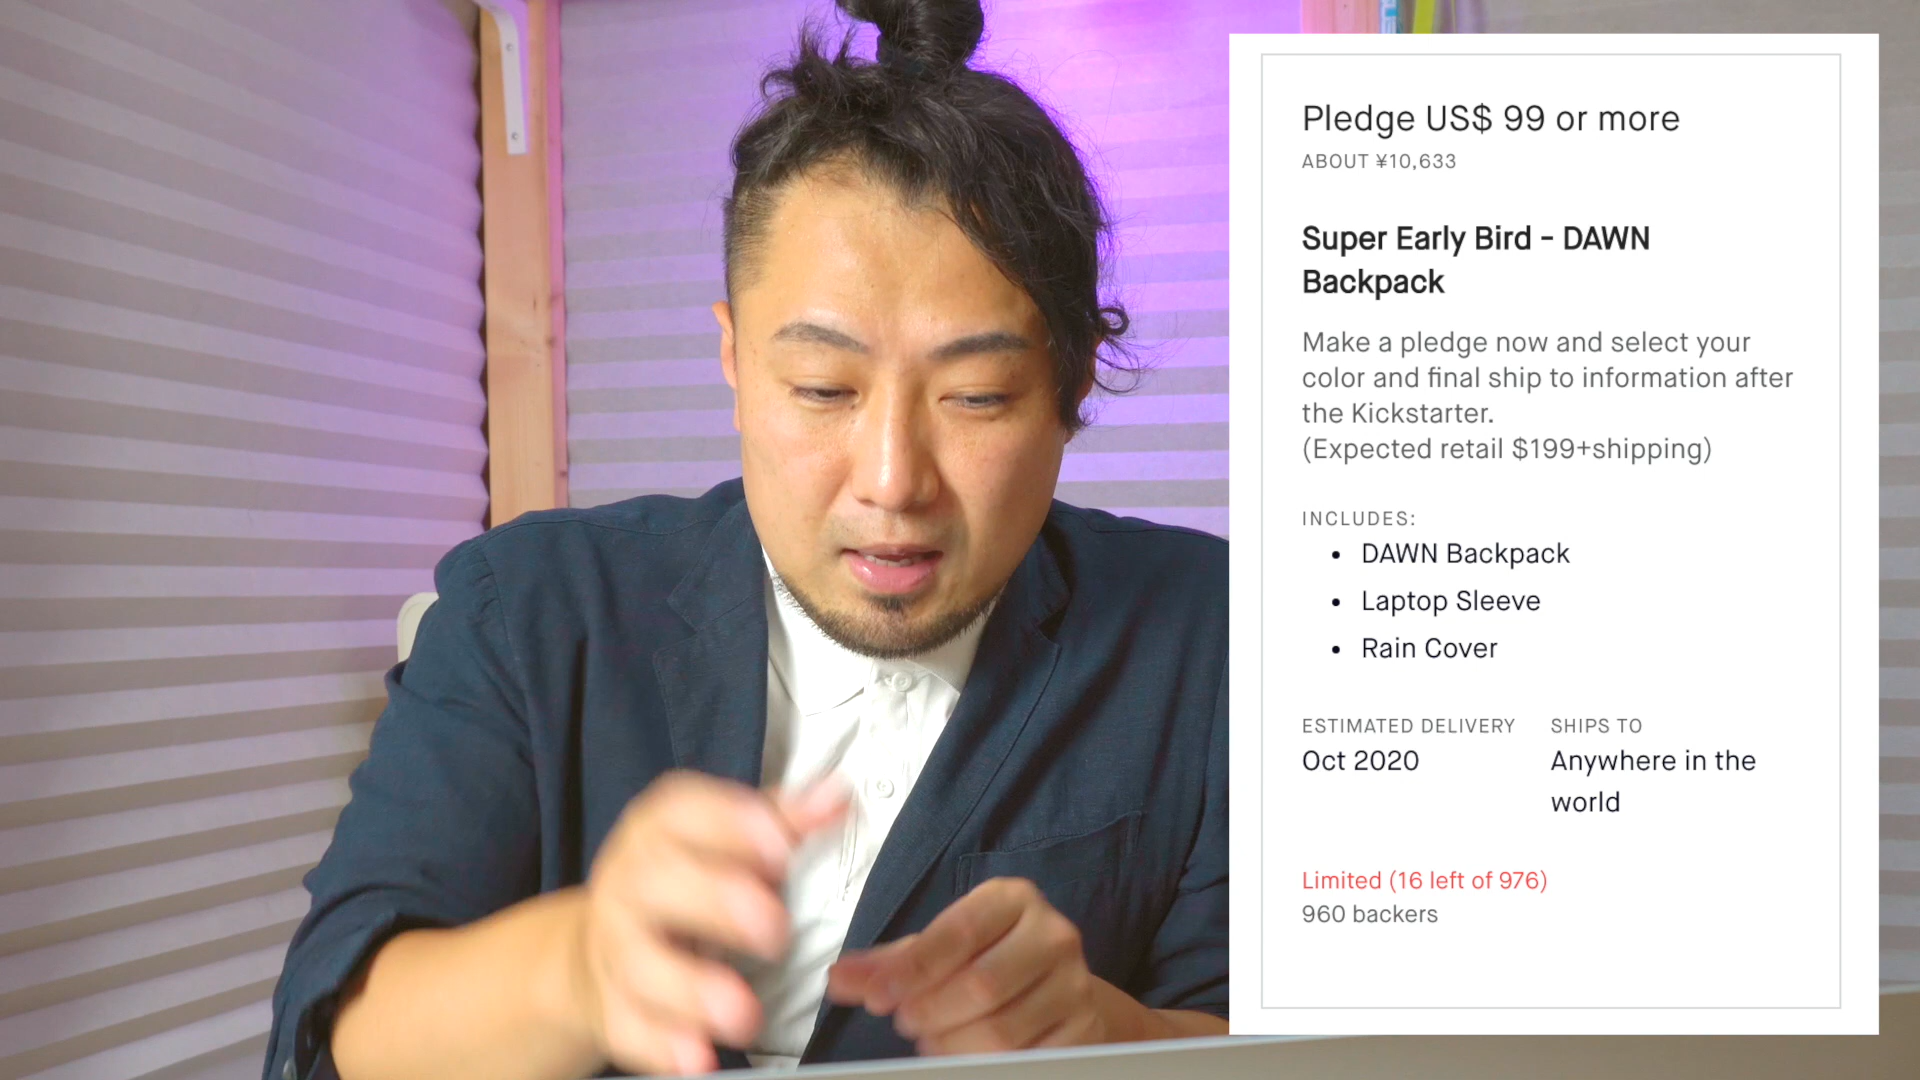 Pledge US$ 99 or more
ABOUT ¥10,633
Super Early Bird - DAWN
Backpack
Make a pledge now and select your
color and final ship to information after
the Kickstarter.
(Expected retail $199+shipping)
INCLUDES:
• DAWN Backpack
• Laptop Sleeve
• Rain Cover
ESTIMATED DELIVERY
Oct 2020
SHIPS TO
Anywhere in the
world
Limited (16 left of 976)
960 backers